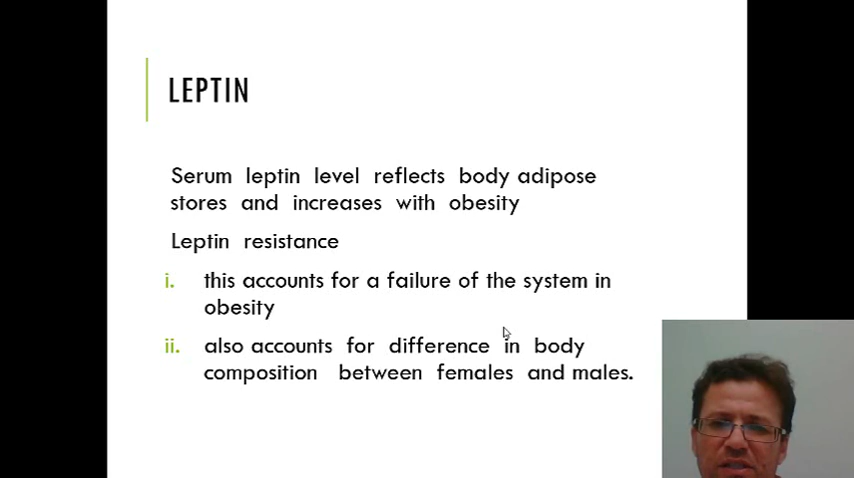 LEPTIN
Serum leptin level reflects body adipose
stores and increases with obesity
Leptin resistance
i. this accounts for a failure of the system in
obesity
ii. also accounts for difference in body
composition between females and males.